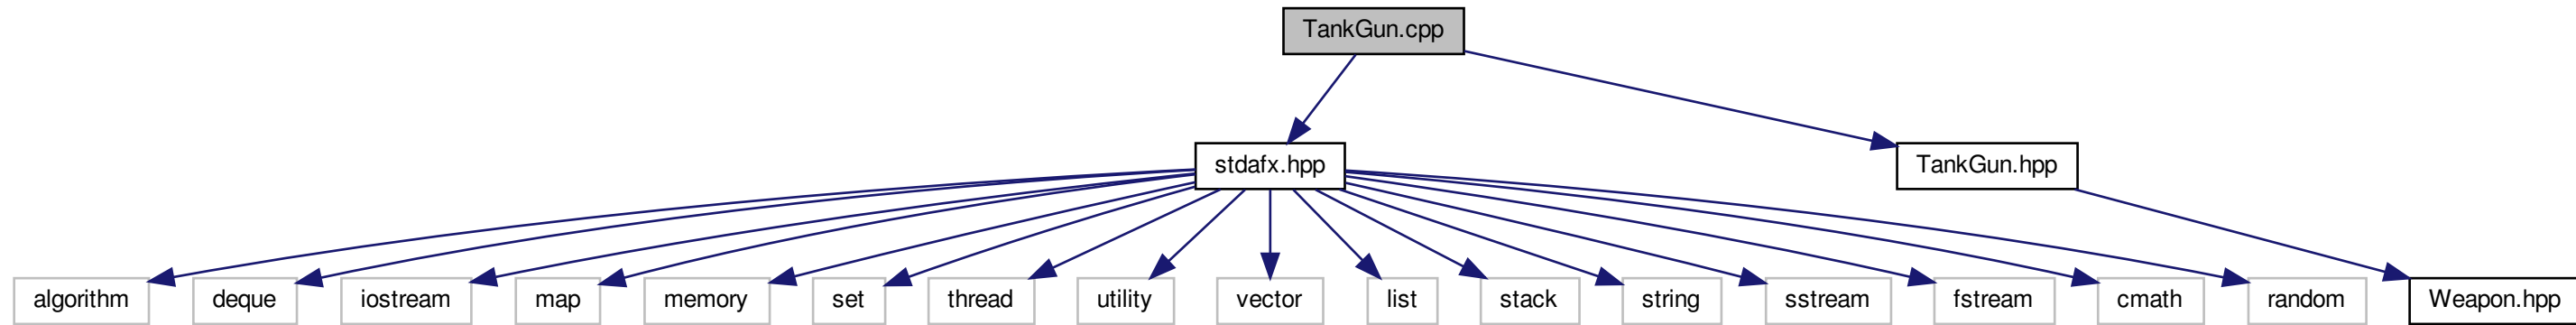 TankGun.cpp
stdafx.hpp
TankGun.hpp
algorithm
deque
iostream
map
memory
set
thread
utility
vector
list
stack
string
sstream
fstream
cmath
random
Weapon.hpp